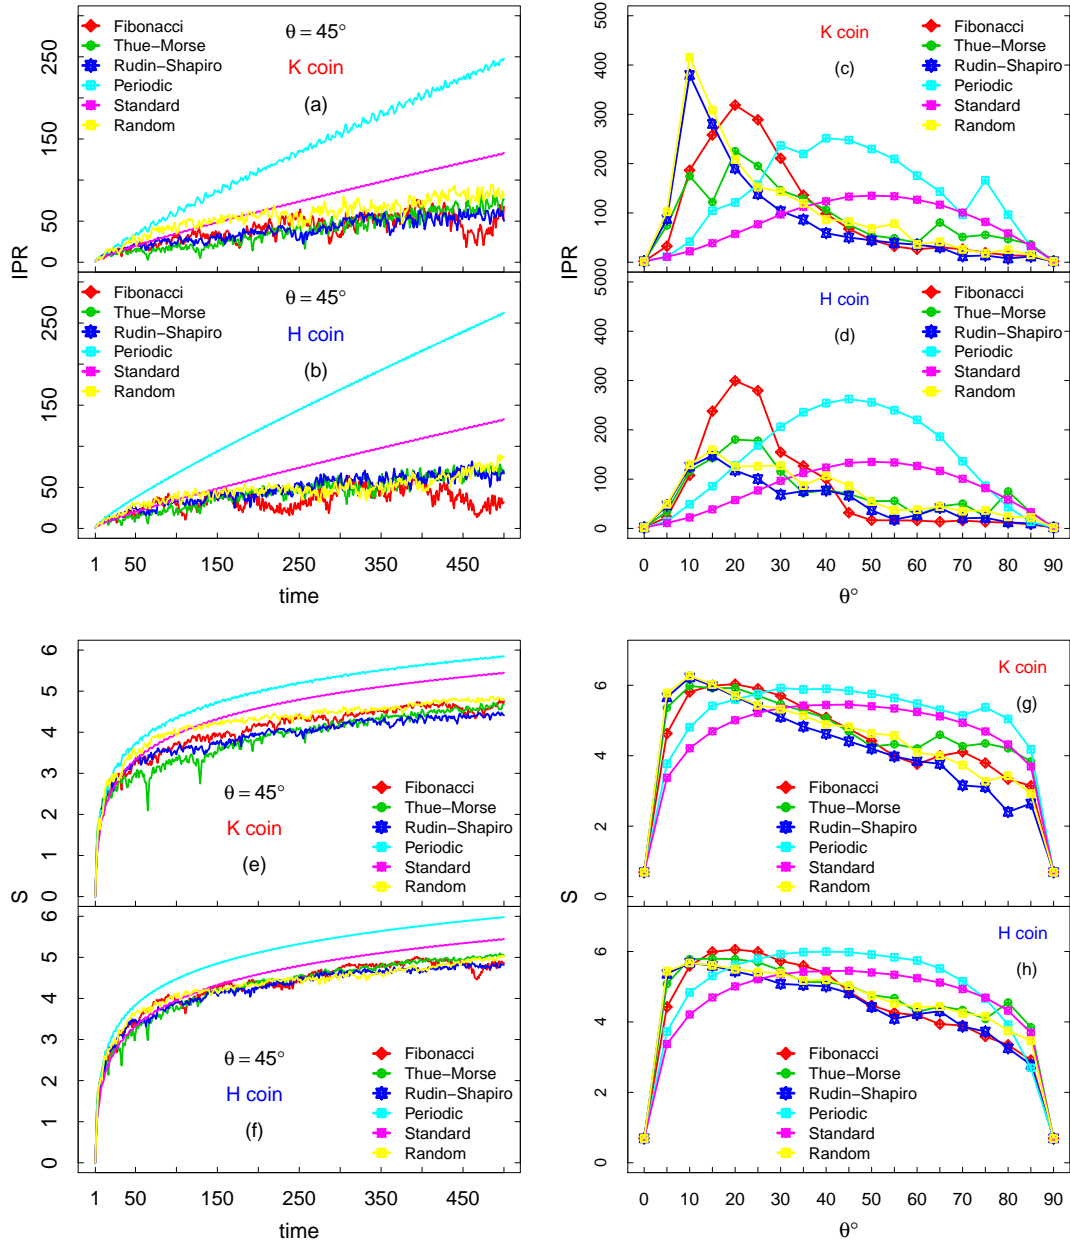 IPR
0
50
150
250
Fibonacci
Thue−Morse
Rudin−Shapiro
Periodic
Standard
Random
θ = 45°
K coin
(a)
IPR
0
50
150
250
Fibonacci
Thue−Morse
Rudin−Shapiro
Periodic
Standard
Random
θ = 45°
H coin
(b)
1
50
150
250
350
450
time
IPR
100
200
300
400
500
K coin
(c)
Fibonacci
Thue−Morse
Rudin−Shapiro
Periodic
Standard
Random
IPR
0
100
200
300
5000
(d)
H coin
Fibonacci
Thue−Morse
Rudin−Shapiro
Periodic
Standard
Random
0 10 20 30 40 50 60 70 80 90
θ°
S
0
1
2
3
4
5
6
θ = 45°
K coin
(e)
Fibonacci
Thue−Morse
Rudin−Shapiro
Periodic
Standard
Random
0
1
2
3
4
5
6
θ = 45°
H coin
(f)
Fibonacci
Thue−Morse
Rudin−Shapiro
Periodic
Standard
Random
1 50 150 250 350 450
time
S
0
2
4
6
K coin
(g)
Fibonacci
Thue−Morse
Rudin−Shapiro
Periodic
Standard
Random
0
2
4
6
H coin
(h)
Fibonacci
Thue−Morse
Rudin−Shapiro
Periodic
Standard
Random
0 10 20 30 40 50 60 70 80 90
θ°